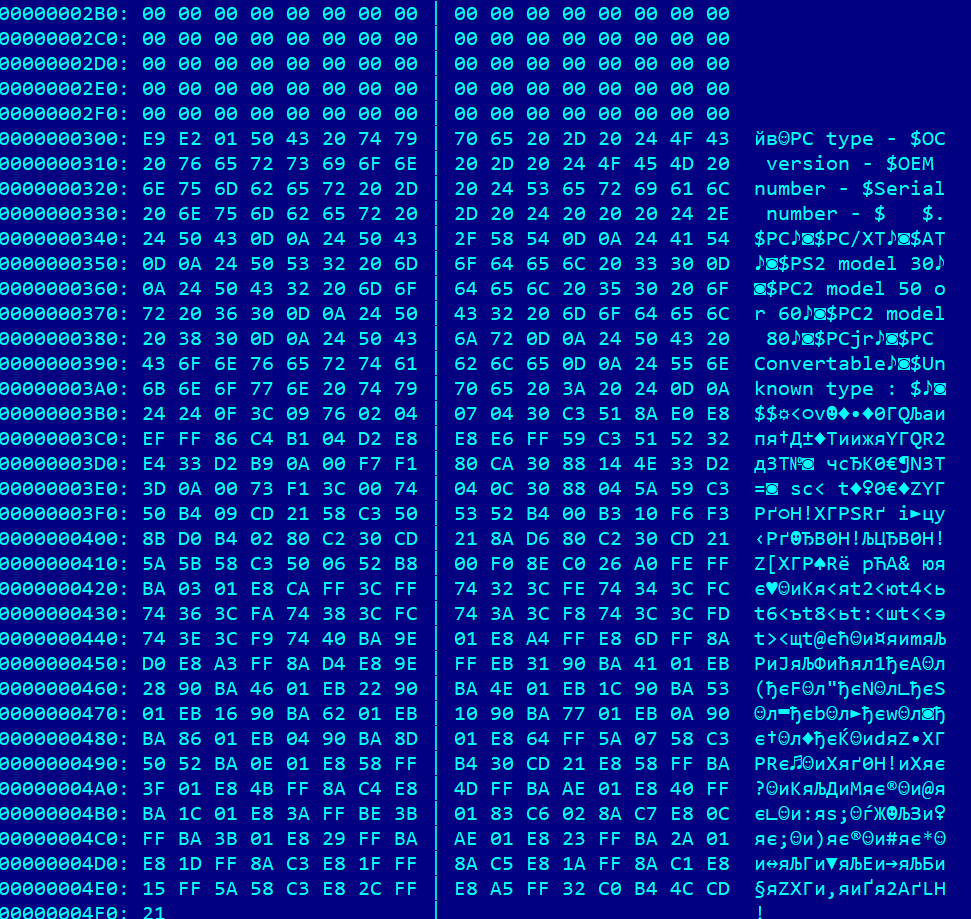 00000002B0: 00 00 00 00 00 00 00 00 | 00 00 00 00 00 00 00 00
00000002C0: 00 00 00 00 00 00 00 00 | 00 00 00 00 00 00 00 00
00000002D0: 00 00 00 00 00 00 00 00 | 00 00 00 00 00 00 00 00
00000002E0: 00 00 00 00 00 00 00 00 | 00 00 00 00 00 00 00 00
00000002F0: 00 00 00 00 00 00 00 00 | 00 00 00 00 00 00 00 00
0000000300: E9 E2 01 50 43 20 74 79 | 70 65 20 2D 20 24 4F 43 йв☺PC type - $OC
0000000310: 20 76 65 72 73 69 6F 6E | 20 2D 20 24 4F 45 4D 20  version - $OEM
0000000320: 6E 75 6D 62 65 72 20 2D | 20 24 53 65 72 69 61 6C number - $Serial
0000000330: 20 6E 75 6D 62 65 72 20 | 2D 20 24 20 20 20 24 2E  number - $   $.
0000000340: 24 50 43 0D 0A 24 50 43 | 2F 58 54 0D 0A 24 41 54 $PC♪◙$PC/XT♪◙$AT
0000000350: 0D 0A 24 50 53 32 20 6D | 6F 64 65 6C 20 33 30 0D ♪◙$PS2 model 30♪
0000000360: 0A 24 50 43 32 20 6D 6F | 64 65 6C 20 35 30 20 6F ◙$PC2 model 50 o
0000000370: 72 20 36 30 0D 0A 24 50 | 43 32 20 6D 6F 64 65 6C r 60♪◙$PC2 model
0000000380: 20 38 30 0D 0A 24 50 43 | 6A 72 0D 0A 24 50 43 20  80♪◙$PCjr♪◙$PC
0000000390: 43 6F 6E 76 65 72 74 61 | 62 6C 65 0D 0A 24 55 6E Convertable♪◙$Un
00000003A0: 6B 6E 6F 77 6E 20 74 79 | 70 65 20 3A 20 24 0D 0A known type : $♪◙
00000003B0: 24 24 0F 3C 09 76 02 04 | 07 04 30 C3 51 8A E0 E8 $$☼<○v☻♦•♦0ГQЉаи
00000003C0: EF FF 86 C4 B1 04 D2 E8 | E8 E6 FF 59 C3 51 52 32 пя†Д±♦ТиижяYГQR2
00000003D0: E4 33 D2 B9 0A 00 F7 F1 | 80 CA 30 88 14 4E 33 D2 д3Т№◙ чсЂК0€¶N3Т
00000003E0: 3D 0A 00 73 F1 3C 00 74 | 04 0C 30 88 04 5A 59 C3 =◙ sс< t♦♀0€♦ZYГ
00000003F0: 50 B4 09 CD 21 58 C3 50 | 53 52 B4 00 B3 10 F6 F3 Pґ○Н!XГPSRґ і►цу
0000000400: 8B D0 B4 02 80 C2 30 CD | 21 8A D6 80 C2 30 CD 21 ‹Рґ☻ЂВ0Н!ЉЦЂВ0Н!
0000000410: 5A 5B 58 C3 50 06 52 B8 | 00 F0 8E C0 26 A0 FE FF Z[XГP♠Rё рЋА& юя
0000000420: BA 03 01 E8 CA FF 3C FF | 74 32 3C FE 74 34 3C FC є♥☺иКя<яt2<юt4<ь
0000000430: 74 36 3C FA 74 38 3C FC | 74 3A 3C F8 74 3C 3C FD t6<ъt8<ьt:<шt<<э
0000000440: 74 3E 3C F9 74 40 BA 9E | 01 E8 A4 FF E8 6D FF 8A t><щt@єћ☺и¤яиmяЉ
0000000450: D0 E8 A3 FF 8A D4 E8 9E | FF EB 31 90 BA 41 01 EB РиЈяЉФићял1ђєA☺л
0000000460: 28 90 BA 46 01 EB 22 90 | BA 4E 01 EB 1C 90 BA 53 (ђєF☺л"ђєN☺л∟ђєS
0000000470: 01 EB 16 90 BA 62 01 EB | 10 90 BA 77 01 EB 0A 90 ☺л▬ђєb☺л►ђєw☺л◙ђ
0000000480: BA 86 01 EB 04 90 BA 8D | 01 E8 64 FF 5A 07 58 C3 є†☺л♦ђєЌ☺иdяZ•XГ
0000000490: 50 52 BA 0E 01 E8 58 FF | B4 30 CD 21 E8 58 FF BA PRє♫☺иXяґ0Н!иXяє
00000004A0: 3F 01 E8 4B FF 8A C4 E8 | 4D FF BA AE 01 E8 40 FF ?☺иKяЉДиMяє®☺и@я
00000004B0: BA 1C 01 E8 3A FF BE 3B | 01 83 C6 02 8A C7 E8 0C є∟☺и:яѕ;☺ѓЖ☻ЉЗи♀
00000004C0: FF BA 3B 01 E8 29 FF BA | AE 01 E8 23 FF BA 2A 01 яє;☺и)яє®☺и#яє*☺
00000004D0: E8 1D FF 8A C3 E8 1F FF | 8A C5 E8 1A FF 8A C1 E8 и↔яЉГи▼яЉЕи→яЉБи
00000004E0: 15 FF 5A 58 C3 E8 2C FF | E8 A5 FF 32 C0 B4 4C CD §яZXГи,яиҐя2АґLН
00000004F0: 21 | !